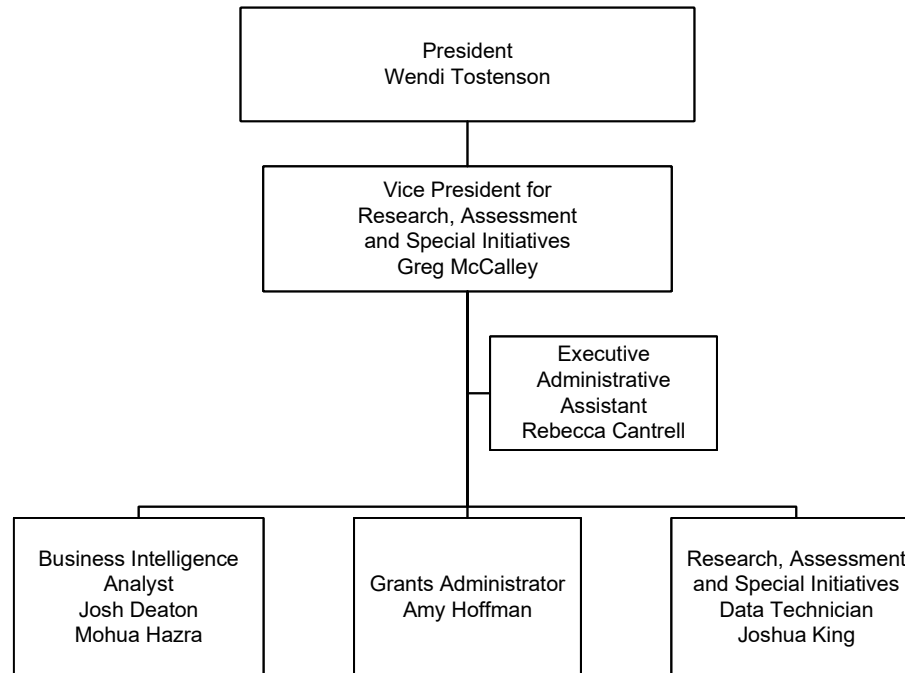 President
Wendi Tostenson
Vice President for
Research, Assessment
and Special Initiatives
Greg McCalley
Executive
Administrative
Assistant
Rebecca Cantrell
Business Intelligence
Analyst
Josh Deaton
Mohua Hazra
Grants Administrator
Amy Hoffman
Research, Assessment
and Special Initiatives
Data Technician
Joshua King